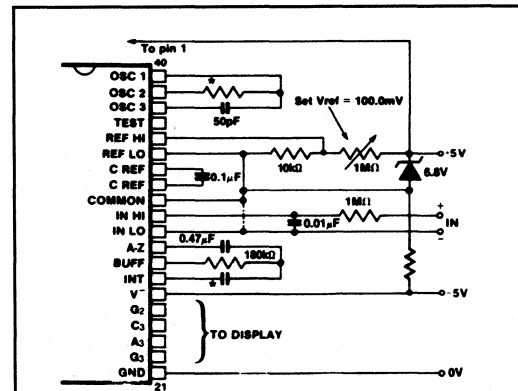 To pin 1
40
OSC 1
OSC 2
*
OSC 3
50pF
TEST
Set Vref = 100.0mV
REF HI
REF LO
10kΩ
1MΩ
-5V
6.8V
C REF
0.1μF
C REF
COMMON
IN HI
1MΩ
+
IN
0.01μF
IN LO
-
A-Z
0.47μF
BUFF
180kΩ
INT
*
V-
-5V
G2
C3
TO DISPLAY
A3
G3
GND
0V
21